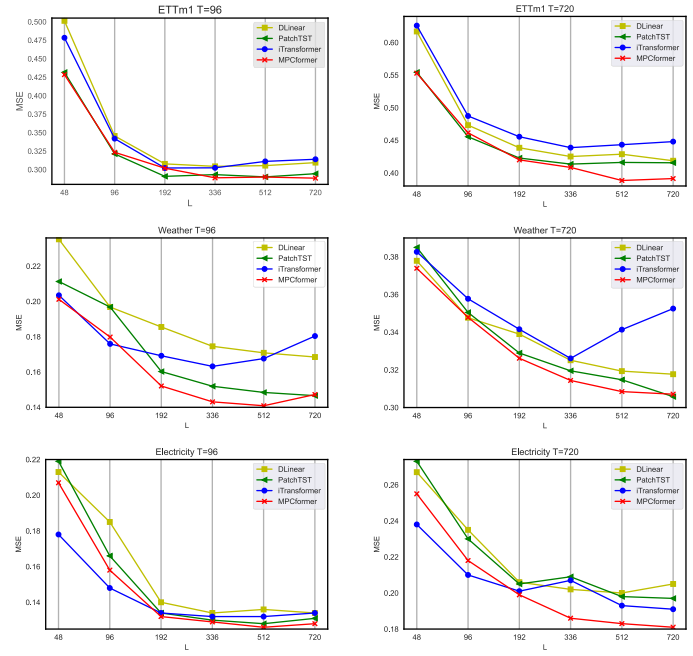 ETTm1 T=96
MSE
0.500
0.475
0.450
0.425
0.400
0.375
0.350
0.325
0.300
DLinear
PatchTST
iTransformer
MPCformer
48 96 192 336 512 720
L
ETTm1 T=720
MSE
0.60
0.55
0.50
0.45
0.40
DLinear
PatchTST
iTransformer
MPCformer
48 96 192 336 512 720
L
Weather T=96
MSE
0.22
0.20
0.18
0.16
0.14
DLinear
PatchTST
iTransformer
MPCformer
48 96 192 336 512 720
L
Weather T=720
MSE
0.38
0.36
0.34
0.32
0.30
DLinear
PatchTST
iTransformer
MPCformer
48 96 192 336 512 720
L
Electricity T=96
MSE
0.22
0.20
0.18
0.16
0.14
DLinear
PatchTST
iTransformer
MPCformer
48 96 192 336 512 720
L
Electricity T=720
MSE
0.26
0.24
0.22
0.20
0.18
DLinear
PatchTST
iTransformer
MPCformer
48 96 192 336 512 720
L